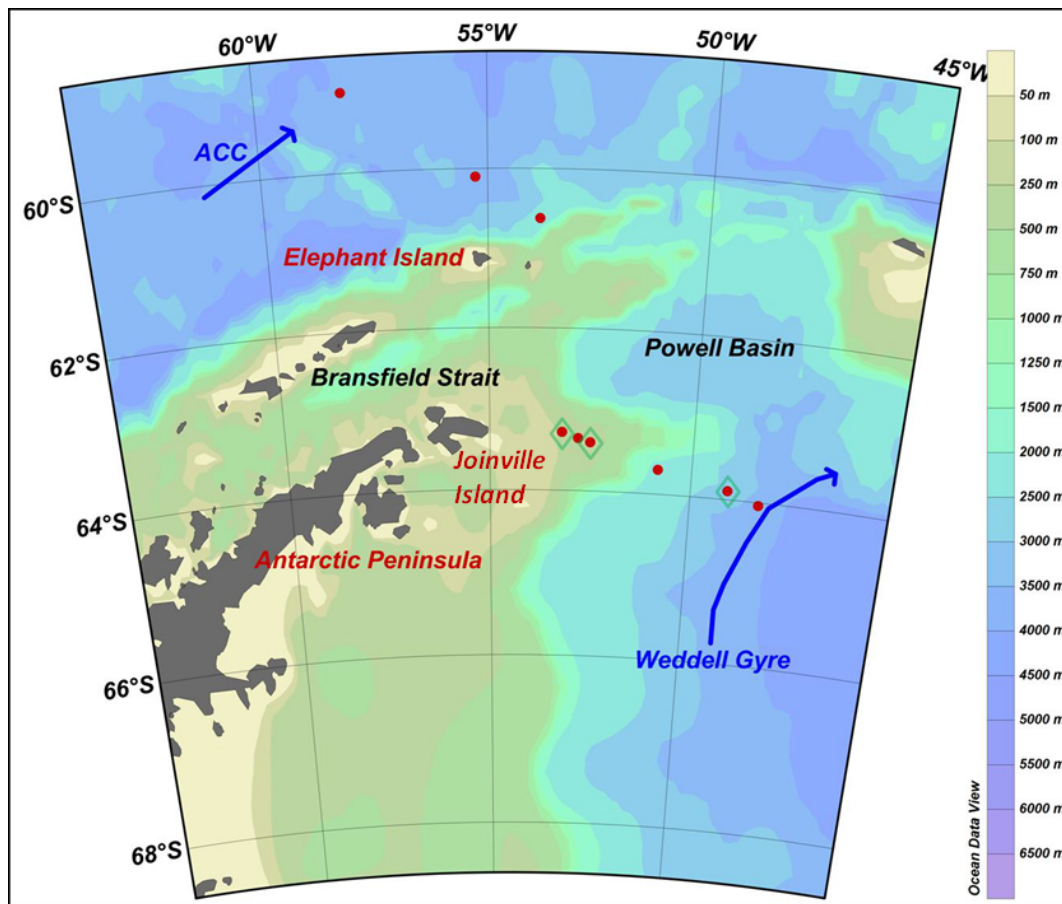 60°W
55°W
50°W
45°W
ACC
60°S
Elephant Island
62°S
Powell Basin
Bransfield Strait
Joinville
Island
64°S
Antarctic Peninsula
Weddell Gyre
66°S
68°S
50 m
100 m
250 m
500 m
750 m
1000 m
1500 m
2000 m
2500 m
3000 m
3500 m
4000 m
4500 m
5000 m
5500 m
6000 m
6500 m
Ocean Data View